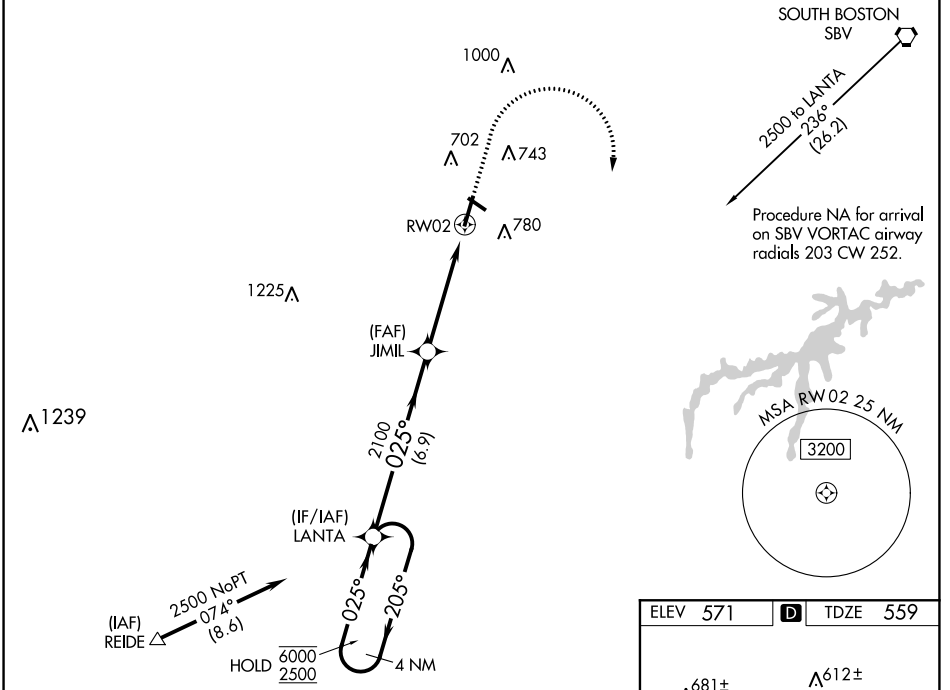 SOUTH BOSTON
SBV
1000
2500 to LANTA
236°
(26.2)
702
743
RW02
780
Procedure NA for arrival
on SBV VORTAC airway
radials 203 CW 252.
1225
(FAF)
JIMIL
1239
2100
025°
(6.9)
MSA RW02 25 NM
3200
(IF/IAF)
LANTA
2500 NoPT
074°
(8.6)
(IAF)
REIDE
025°
205°
HOLD 6000
2500
4 NM
ELEV 571 D TDZE 559
681±
612±